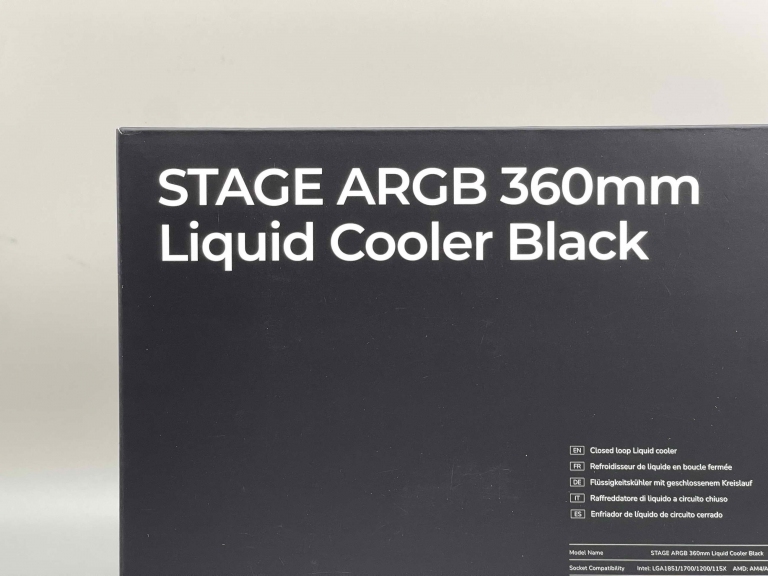 STAGE ARGB 360mm
Liquid Cooler Black
EN Closed loop Liquid cooler
FR Refroidisseur de liquide en boucle fermée
DE Flüssigkeitskühler mit geschlossenem Kreislauf
IT Raffreddatore di liquido a circuito chiuso
ES Enfriador de líquido de circuito cerrado
Model Name STAGE ARGB 360mm Liquid Cooler Black
Socket Compatibility Intel: LGA1851/1700/1200/115X AMD: AM4/A